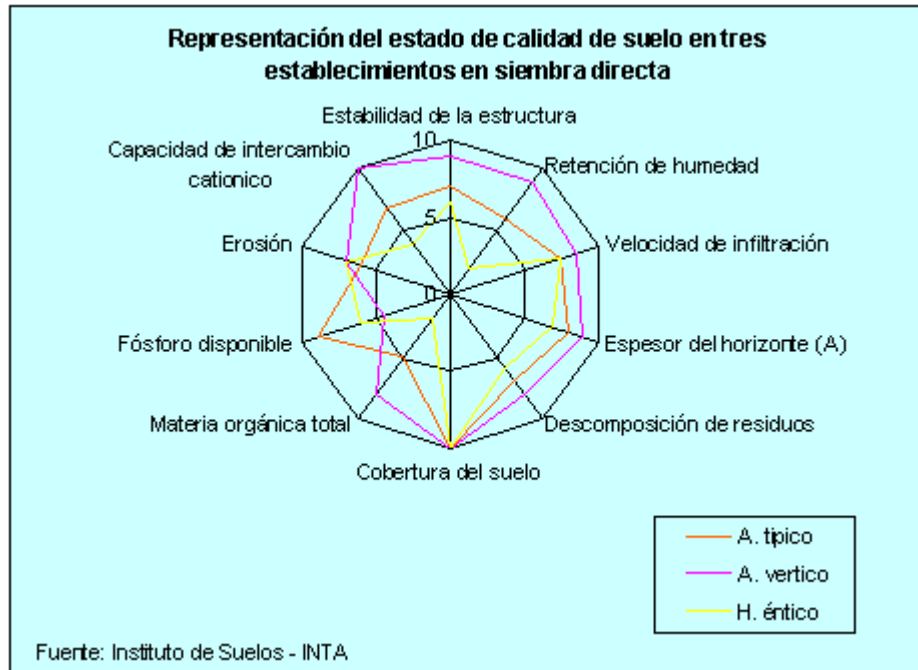 Representación del estado de calidad de suelo en tres
establecimientos en siembra directa
Estabilidad de la estructura
10
Capacidad de intercambio
cationico
Retención de humedad
5
Erosión
Velocidad de infiltración
0
Fósforo disponible
Espesor del horizonte (A)
Materia orgánica total
Descomposición de residuos
Cobertura del suelo
A. tipico
A. vertico
H. éntico
Fuente: Instituto de Suelos - INTA